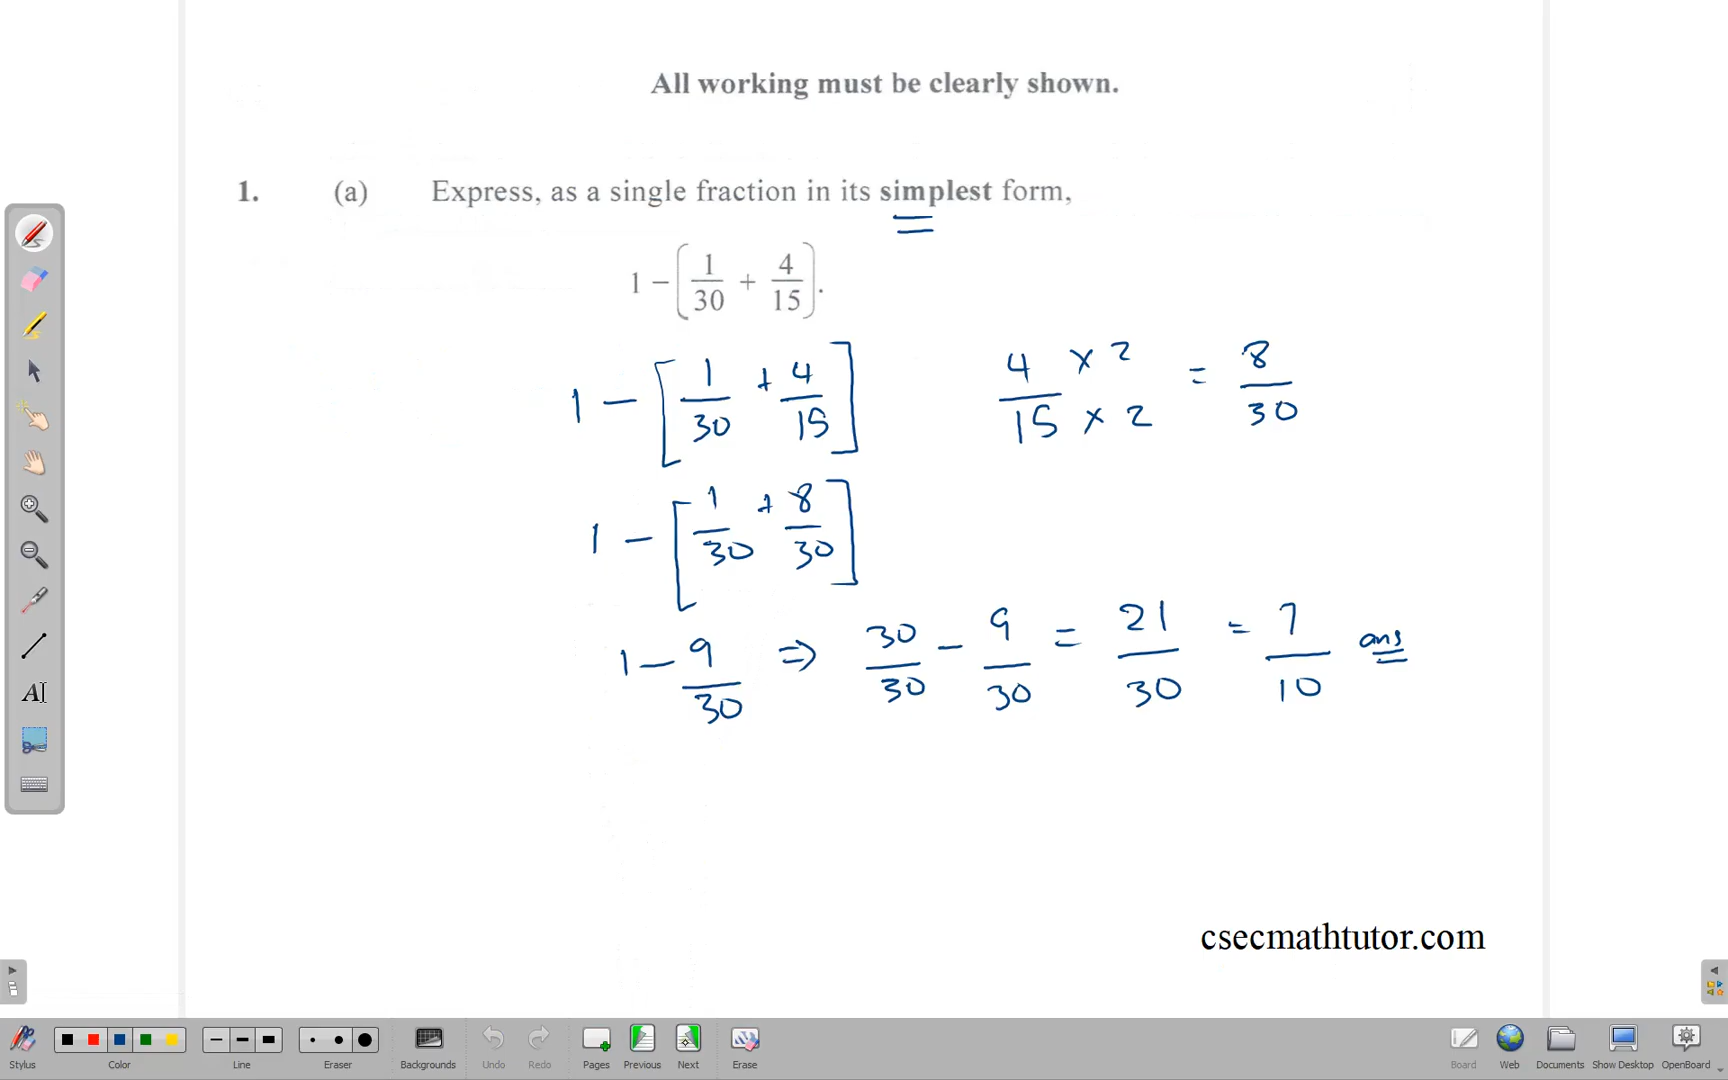 All working must be clearly shown.
1. (a) Express, as a single fraction in its simplest form,
1 − (1/30 + 4/15).
1 − [1/30 + 4/15]
4 × 2 / 15 × 2 = 8/30
1 − [1/30 + 8/30]
1 − 9/30 ⇒ 30/30 − 9/30 = 21/30 = 7/10 ans
csecmathtutor.com
Stylus Color Line Eraser Backgrounds Undo Redo Pages Previous Next Erase Board Web Documents Show Desktop OpenBoard